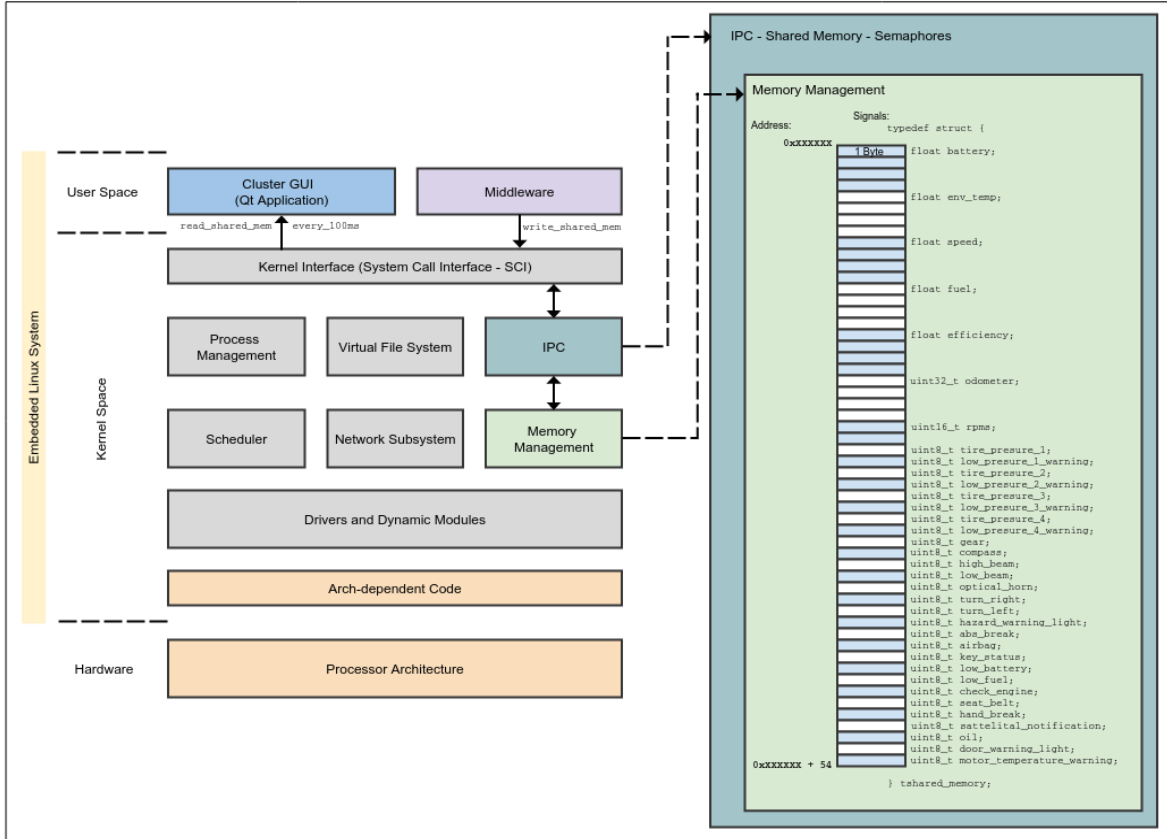 IPC - Shared Memory - Semaphores
Memory Management
Signals:
Address:
typedef struct {
0xXXXXXX
1 Byte
float battery;
float env_temp;
float speed;
float fuel;
float efficiency;
uint32_t odometer;
uint16_t rpms;
uint8_t tire_presure_1;
uint8_t low_presure_1_warning;
uint8_t tire_presure_2;
uint8_t low_presure_2_warning;
uint8_t tire_presure_3;
uint8_t low_presure_3_warning;
uint8_t tire_presure_4;
uint8_t low_presure_4_warning;
uint8_t gear;
uint8_t compass;
uint8_t high_beam;
uint8_t low_beam;
uint8_t optical_horn;
uint8_t turn_right;
uint8_t turn_left;
uint8_t hazard_warning_light;
uint8_t abs_break;
uint8_t airbag;
uint8_t key_status;
uint8_t low_battery;
uint8_t low_fuel;
uint8_t check_engine;
uint8_t seat_belt;
uint8_t hand_break;
uint8_t sattelital_notification;
uint8_t oil;
uint8_t door_warning_light;
uint8_t motor_temperature_warning;
0xXXXXXX + 54
} tshared_memory;
Embedded Linux System
User Space
Cluster GUI
(Qt Application)
Middleware
read_shared_mem
every_100ms
write_shared_mem
Kernel Interface (System Call Interface - SCI)
Kernel Space
Process
Management
Virtual File System
IPC
Scheduler
Network Subsystem
Memory
Management
Drivers and Dynamic Modules
Arch-dependent Code
Hardware
Processor Architecture